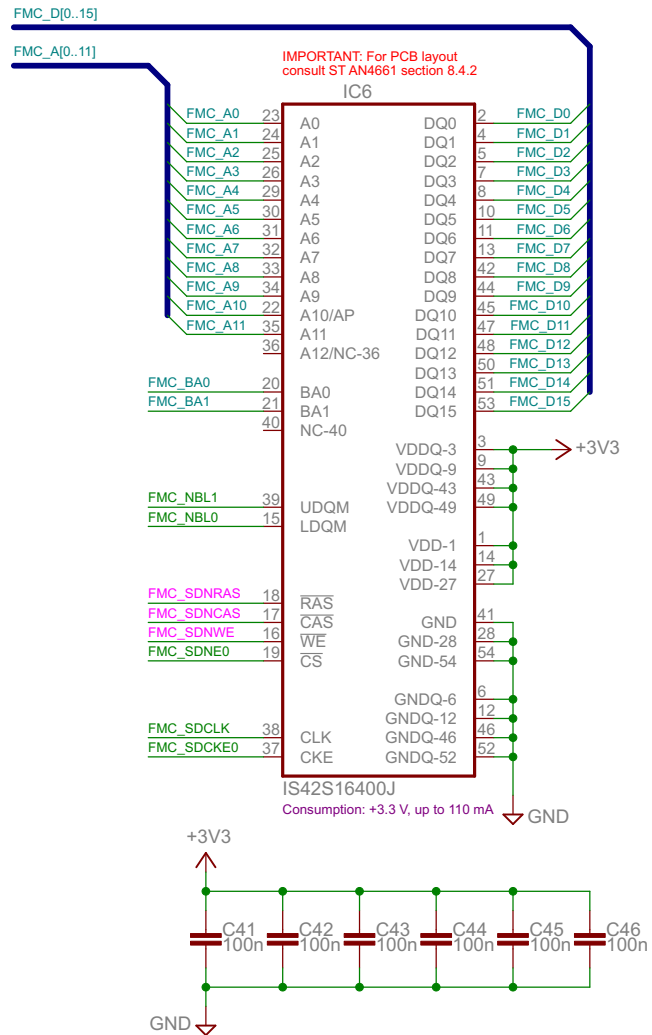 FMC_D[0..15]
FMC_A[0..11]
IMPORTANT: For PCB layout
consult ST AN4661 section 8.4.2
IC6
FMC_A0 23 A0 DQ0 2 FMC_D0
FMC_A1 24 A1 DQ1 4 FMC_D1
FMC_A2 25 A2 DQ2 5 FMC_D2
FMC_A3 26 A3 DQ3 7 FMC_D3
FMC_A4 29 A4 DQ4 8 FMC_D4
FMC_A5 30 A5 DQ5 10 FMC_D5
FMC_A6 31 A6 DQ6 11 FMC_D6
FMC_A7 32 A7 DQ7 13 FMC_D7
FMC_A8 33 A8 DQ8 42 FMC_D8
FMC_A9 34 A9 DQ9 44 FMC_D9
FMC_A10 22 A10/AP DQ10 45 FMC_D10
FMC_A11 35 A11 DQ11 47 FMC_D11
36 A12/NC-36 DQ12 48 FMC_D12
DQ13 50 FMC_D13
FMC_BA0 20 BA0 DQ14 51 FMC_D14
FMC_BA1 21 BA1 DQ15 53 FMC_D15
40 NC-40
VDDQ-3 3 +3V3
VDDQ-9 9
VDDQ-43 43
FMC_NBL1 39 UDQM VDDQ-49 49
FMC_NBL0 15 LDQM
VDD-1 1
VDD-14 14
VDD-27 27
FMC_SDNRAS 18 RAS
FMC_SDNCAS 17 CAS GND 41
FMC_SDNWE 16 WE GND-28 28
FMC_SDNE0 19 CS GND-54 54
GNDQ-6 6
GNDQ-12 12
FMC_SDCLK 38 CLK GNDQ-46 46
FMC_SDCKE0 37 CKE GNDQ-52 52
IS42S16400J
Consumption: +3.3 V, up to 110 mA
GND
+3V3
C41 C42 C43 C44 C45 C46
100n 100n 100n 100n 100n 100n
GND